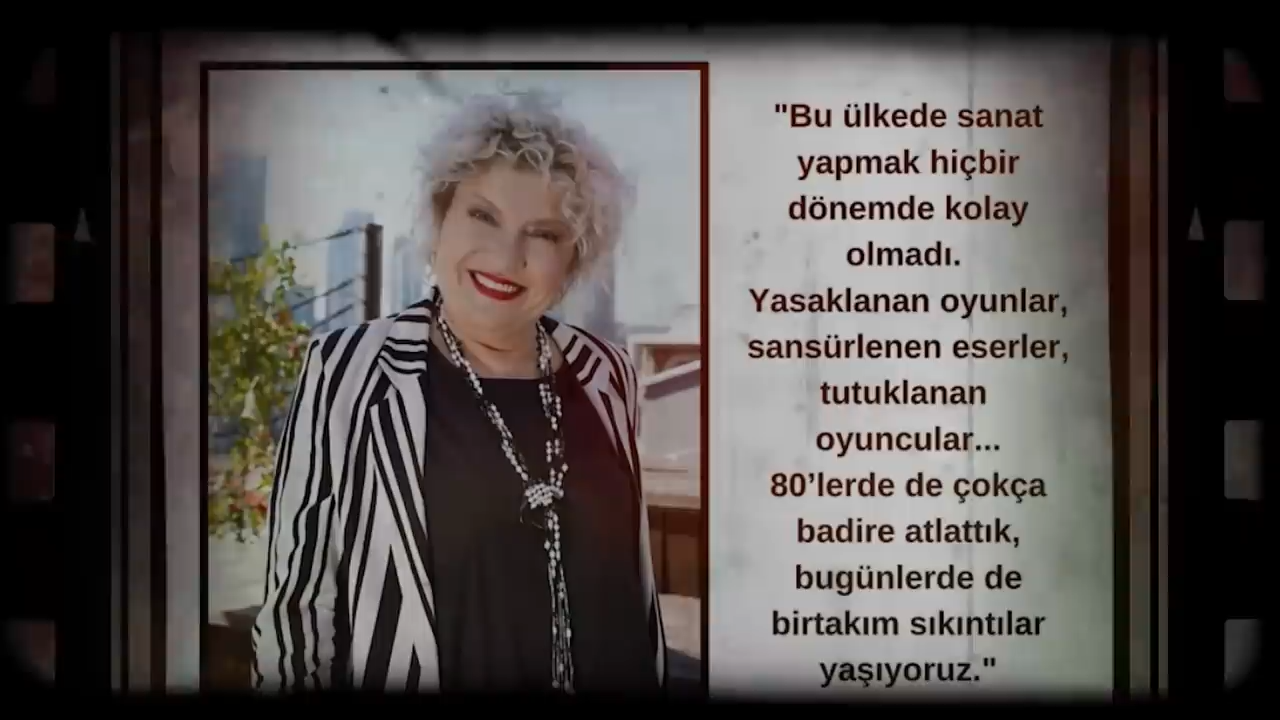 "Bu ülkede sanat
yapmak hiçbir
dönemde kolay
olmadı.
Yasaklanan oyunlar,
sansürlenen eserler,
tutuklanan
oyuncular...
80’lerde de çokça
badire atlattık,
bugünlerde de
birtakım sıkıntılar
yaşıyoruz."